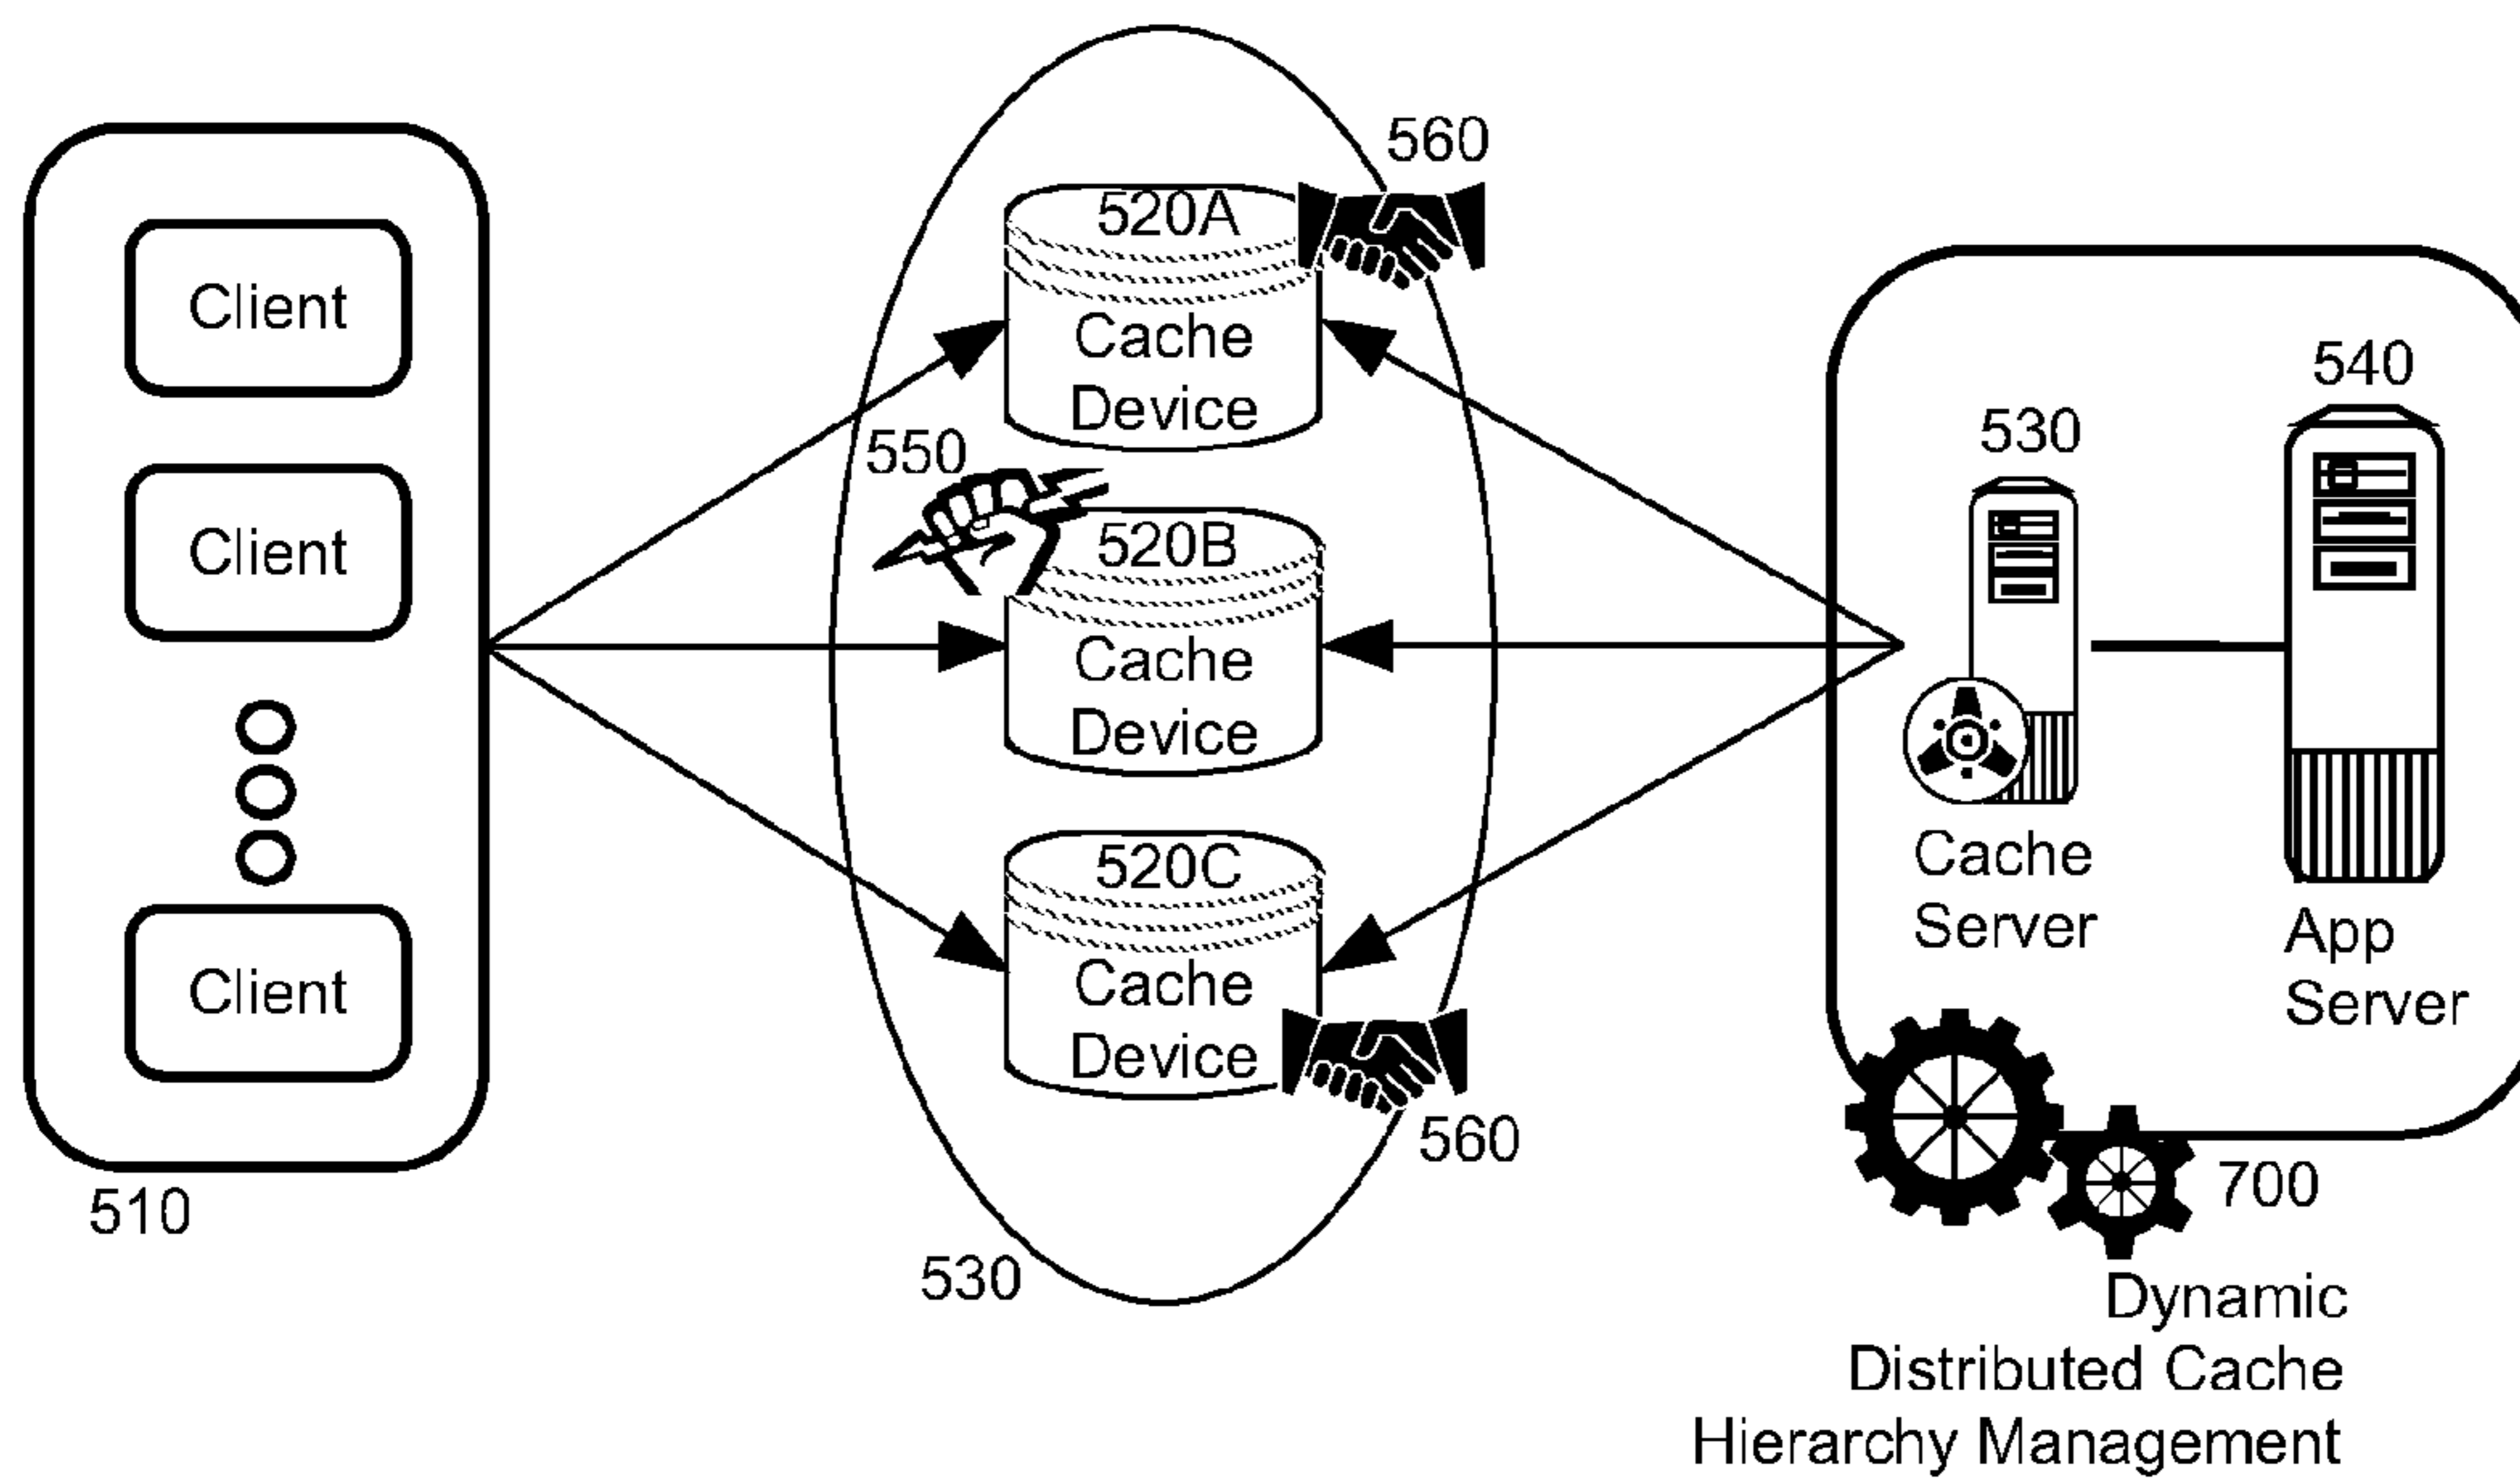 Client
Client
Client
510
560
520A
Cache
Device
550
520B
Cache
Device
520C
Cache
Device
560
530
530
Cache
Server
540
App
Server
700
Dynamic
Distributed Cache
Hierarchy Management